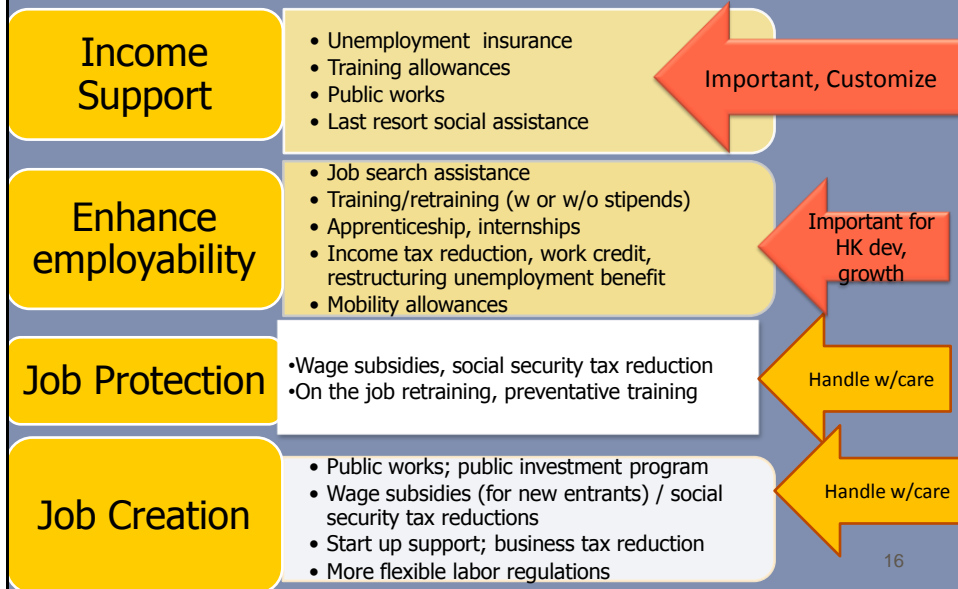 Income
Support
• Unemployment insurance
• Training allowances
• Public works
• Last resort social assistance
Important, Customize
Enhance
employability
• Job search assistance
• Training/retraining (w or w/o stipends)
• Apprenticeship, internships
• Income tax reduction, work credit,
restructuring unemployment benefit
• Mobility allowances
Important for
HK dev,
growth
Job Protection
•Wage subsidies, social security tax reduction
•On the job retraining, preventative training
Handle w/care
Job Creation
• Public works; public investment program
• Wage subsidies (for new entrants) / social
security tax reductions
• Start up support; business tax reduction
• More flexible labor regulations
Handle w/care
16